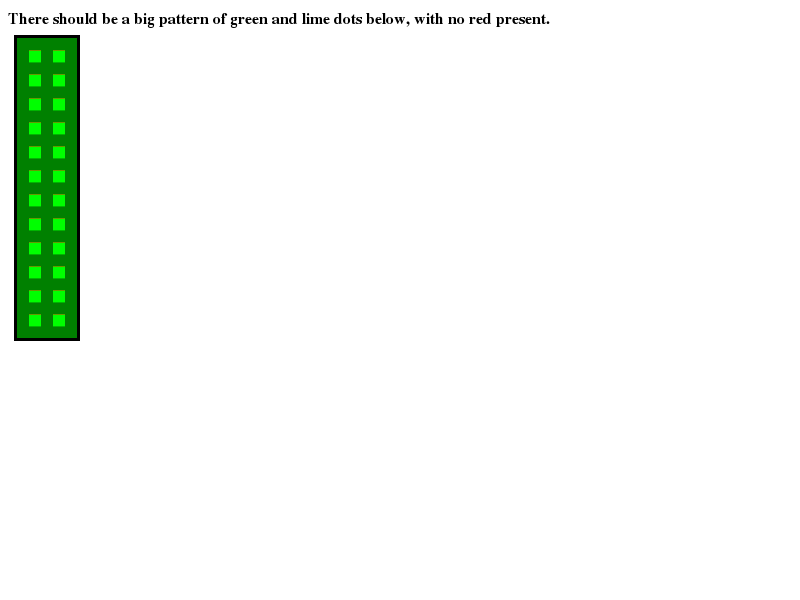 There should be a big pattern of green and lime dots below, with no red present.